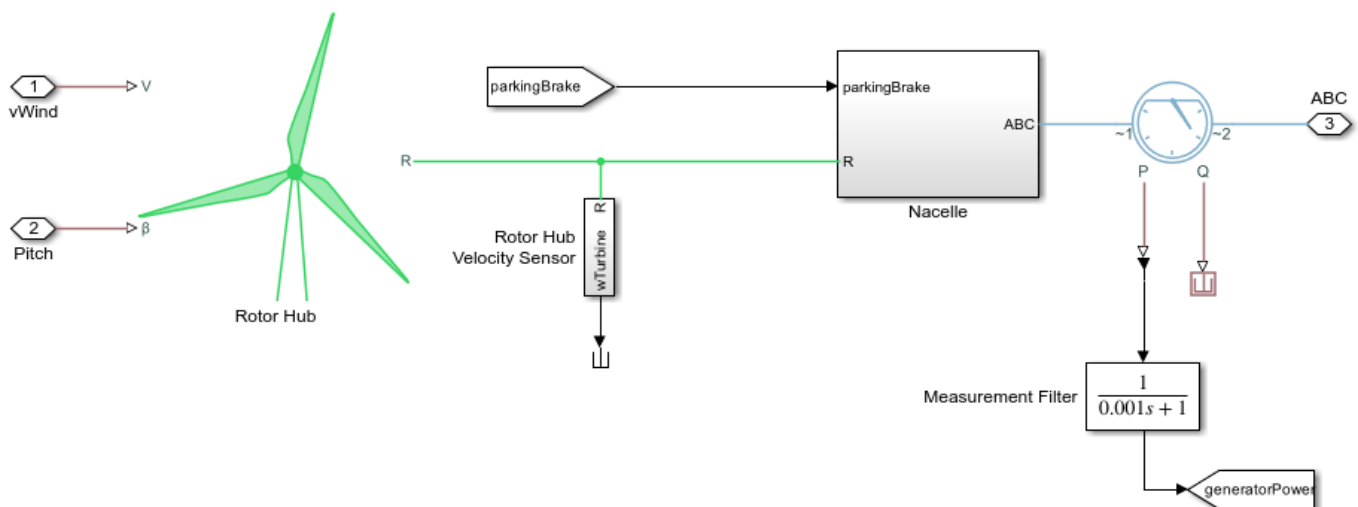 1
vWind
V
2
Pitch
β
Rotor Hub
R
parkingBrake
R
wTurbine
Rotor Hub
Velocity Sensor
parkingBrake
ABC
R
Nacelle
~1
~2
P
Q
ABC
3
Measurement Filter
1
0.001s + 1
generatorPower